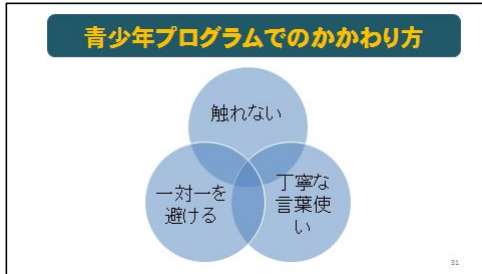 青少年プログラムでのかかわり方
触れない
一対一を
避ける
丁寧な
言葉使
い
31